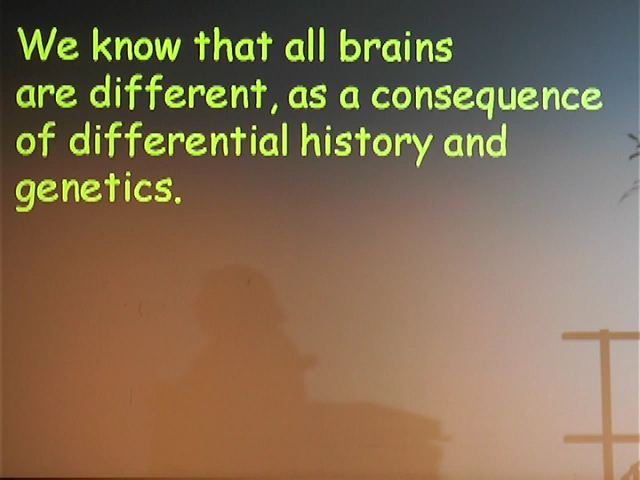 We know that all brains
are different, as a consequence
of differential history and
genetics.